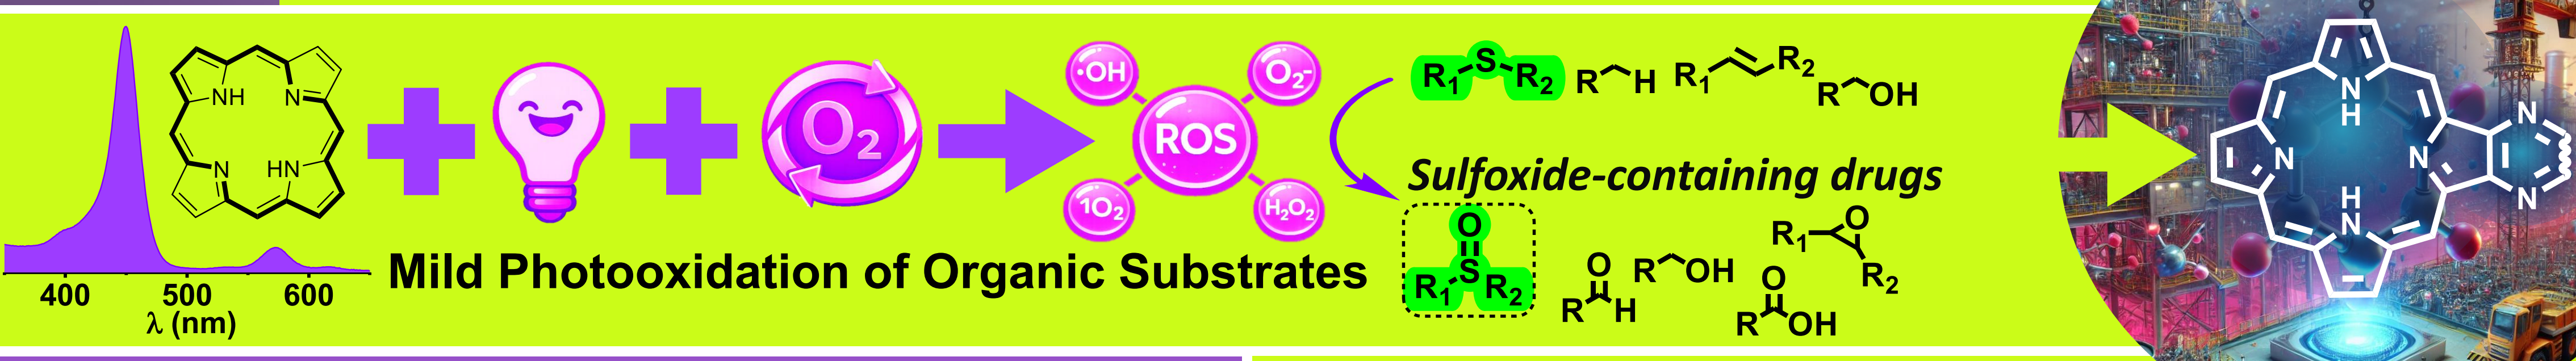 400 500 600
λ (nm)
NH N
N HN
O₂
•OH
O₂⁻
ROS
¹O₂
H₂O₂
Mild Photooxidation of Organic Substrates
R₁ S R₂
R H
R₁ R₂
R OH
Sulfoxide-containing drugs
O
R₁ S R₂
O
R H
R OH
R₁ O
R₂
O
R OH
N
H
N
N
H
N
N
N